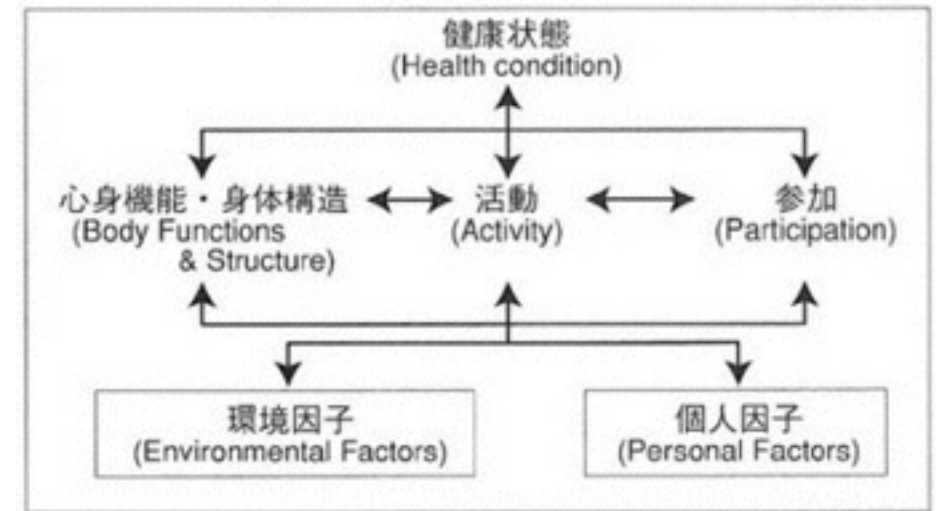 健康状態
(Health condition)
心身機能・身体構造
(Body Functions
& Structure)
活動
(Activity)
参加
(Participation)
環境因子
(Environmental Factors)
個人因子
(Personal Factors)